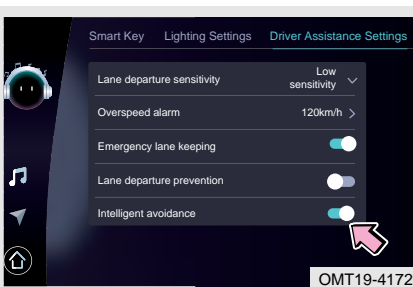 Smart Key Lighting Settings Driver Assistance Settings
Lane departure sensitivity Low sensitivity
Overspeed alarm 120km/h
Emergency lane keeping
Lane departure prevention
Intelligent avoidance
OMT19-4172